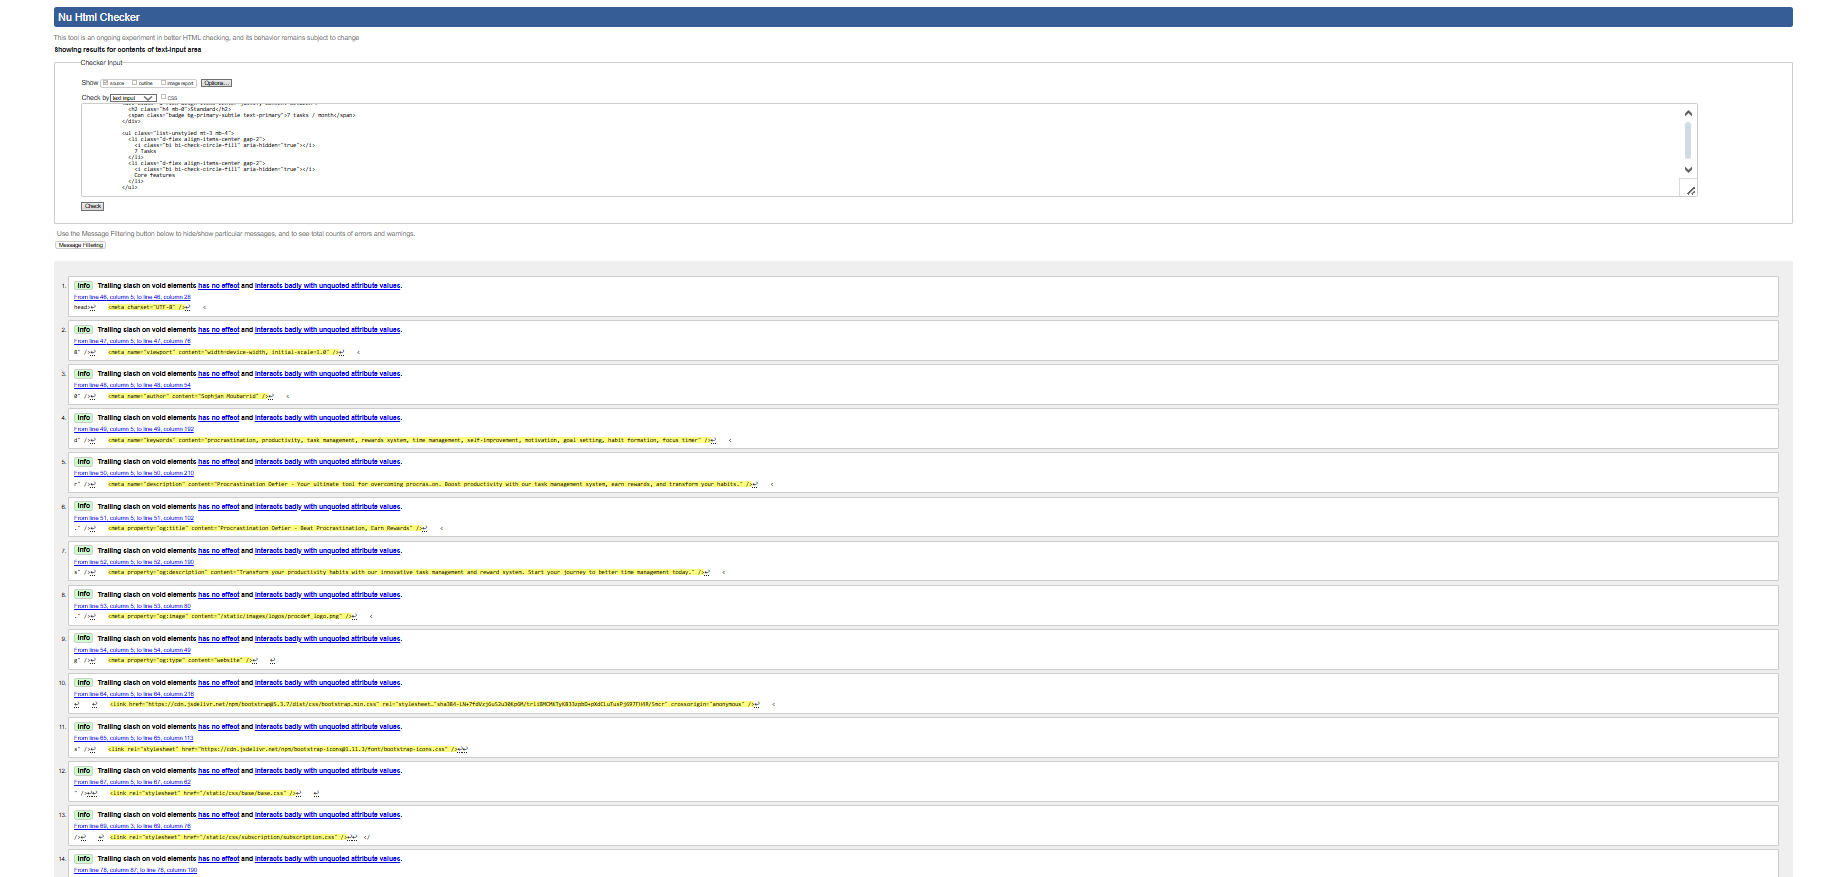 Nu Html Checker
This tool is an ongoing experiment in better HTML checking, and its behavior remains subject to change
Showing results for contents of text-input area
Checker Input
Show source outline image report Options...
Check by text input css
<h2 class="h4 mb-0">Standard</h2>
<span class="badge bg-primary-subtle text-primary">7 tasks / month</span>
</div>
<ul class="list-unstyled mt-3 mb-4">
<li class="d-flex align-items-center gap-2">
<i class="bi bi-check-circle-fill" aria-hidden="true"></i>
7 Tasks
</li>
<li class="d-flex align-items-center gap-2">
<i class="bi bi-check-circle-fill" aria-hidden="true"></i>
Core features
</li>
</ul>
Check
Use the Message Filtering button below to hide/show particular messages, and to see total counts of errors and warnings.
Message Filtering
1. Info Trailing slash on void elements has no effect and interacts badly with unquoted attribute values.
From line 46, column 5; to line 46, column 26
head>↩ <meta charset="UTF-8" />↩ <
2. Info Trailing slash on void elements has no effect and interacts badly with unquoted attribute values.
From line 47, column 5; to line 47, column 76
8" />↩ <meta name="viewport" content="width=device-width, initial-scale=1.0" />↩ <
3. Info Trailing slash on void elements has no effect and interacts badly with unquoted attribute values.
From line 48, column 5; to line 48, column 54
0" />↩ <meta name="author" content="Sophjan Moubarrid" />↩ <
4. Info Trailing slash on void elements has no effect and interacts badly with unquoted attribute values.
From line 49, column 5; to line 49, column 192
d" />↩ <meta name="keywords" content="procrastination, productivity, task management, rewards system, time management, self-improvement, motivation, goal setting, habit formation, focus timer" />↩ <
5. Info Trailing slash on void elements has no effect and interacts badly with unquoted attribute values.
From line 50, column 5; to line 50, column 210
r" />↩ <meta name="description" content="Procrastination Defier - Your ultimate tool for overcoming procras…on. Boost productivity with our task management system, earn rewards, and transform your habits." />↩ <
6. Info Trailing slash on void elements has no effect and interacts badly with unquoted attribute values.
From line 51, column 5; to line 51, column 102
." />↩ <meta property="og:title" content="Procrastination Defier - Beat Procrastination, Earn Rewards" />↩ <
7. Info Trailing slash on void elements has no effect and interacts badly with unquoted attribute values.
From line 52, column 5; to line 52, column 190
s" />↩ <meta property="og:description" content="Transform your productivity habits with our innovative task management and reward system. Start your journey to better time management today." />↩ <
8. Info Trailing slash on void elements has no effect and interacts badly with unquoted attribute values.
From line 53, column 5; to line 53, column 80
." />↩ <meta property="og:image" content="/static/images/logos/procdef_logo.png" />↩ <
9. Info Trailing slash on void elements has no effect and interacts badly with unquoted attribute values.
From line 54, column 5; to line 54, column 49
g" />↩ <meta property="og:type" content="website" />↩ ↩
10. Info Trailing slash on void elements has no effect and interacts badly with unquoted attribute values.
From line 64, column 5; to line 64, column 216
↩ ↩ <link href="https://cdn.jsdelivr.net/npm/bootstrap@5.3.7/dist/css/bootstrap.min.css" rel="stylesheet… crossorigin="anonymous" />↩ <
11. Info Trailing slash on void elements has no effect and interacts badly with unquoted attribute values.
From line 65, column 5; to line 65, column 113
s" />↩ <link rel="stylesheet" href="https://cdn.jsdelivr.net/npm/bootstrap-icons@1.11.3/font/bootstrap-icons.css" />↩↩
12. Info Trailing slash on void elements has no effect and interacts badly with unquoted attribute values.
From line 67, column 5; to line 67, column 62
" />↩↩ <link rel="stylesheet" href="/static/css/base/base.css" />↩ ↩
13. Info Trailing slash on void elements has no effect and interacts badly with unquoted attribute values.
From line 69, column 3; to line 69, column 76
/>↩ ↩ <link rel="stylesheet" href="/static/css/subscription/subscription.css" />↩↩ </
14. Info Trailing slash on void elements has no effect and interacts badly with unquoted attribute values.
From line 78, column 87; to line 78, column 190